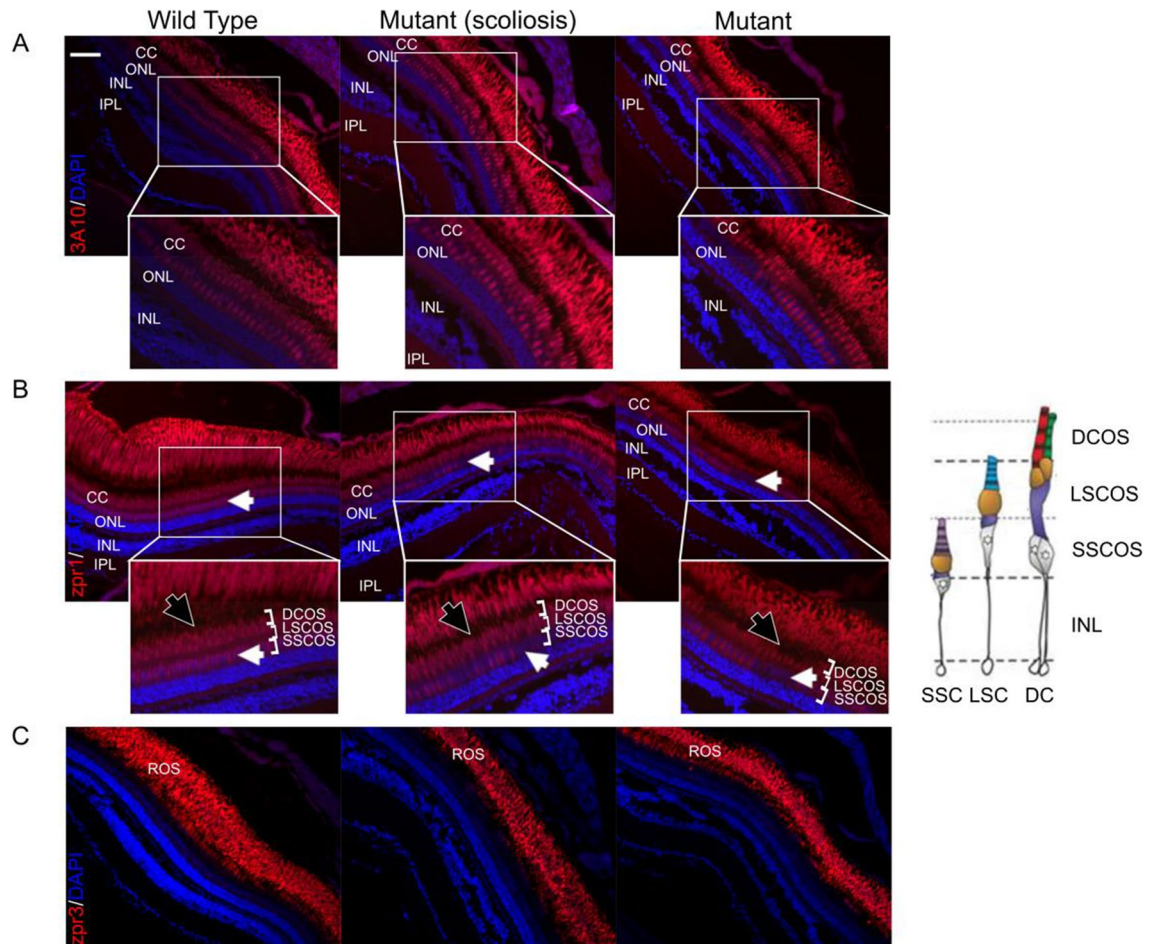 Wild Type
Mutant (scoliosis)
Mutant
A
CC
ONL
INL
IPL
3A10/DAPI
CC
ONL
INL
CC
ONL
INL
IPL
CC
ONL
INL
IPL
CC
ONL
INL
IPL
CC
ONL
INL
B
CC
ONL
INL
IPL
zpr1/
DCOS
LSCOS
SSCOS
CC
ONL
INL
IPL
DCOS
LSCOS
SSCOS
CC
ONL
INL
IPL
DCOS
LSCOS
SSCOS
DCOS
LSCOS
SSCOS
INL
SSC LSC DC
C
ROS
ROS
ROS
zpr3/DAPI